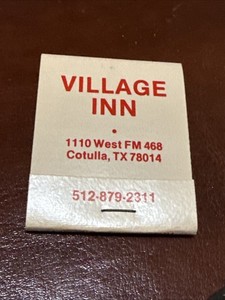 VILLAGE
INN
1110 West FM 468
Cotulla, TX 78014
512-879-2311